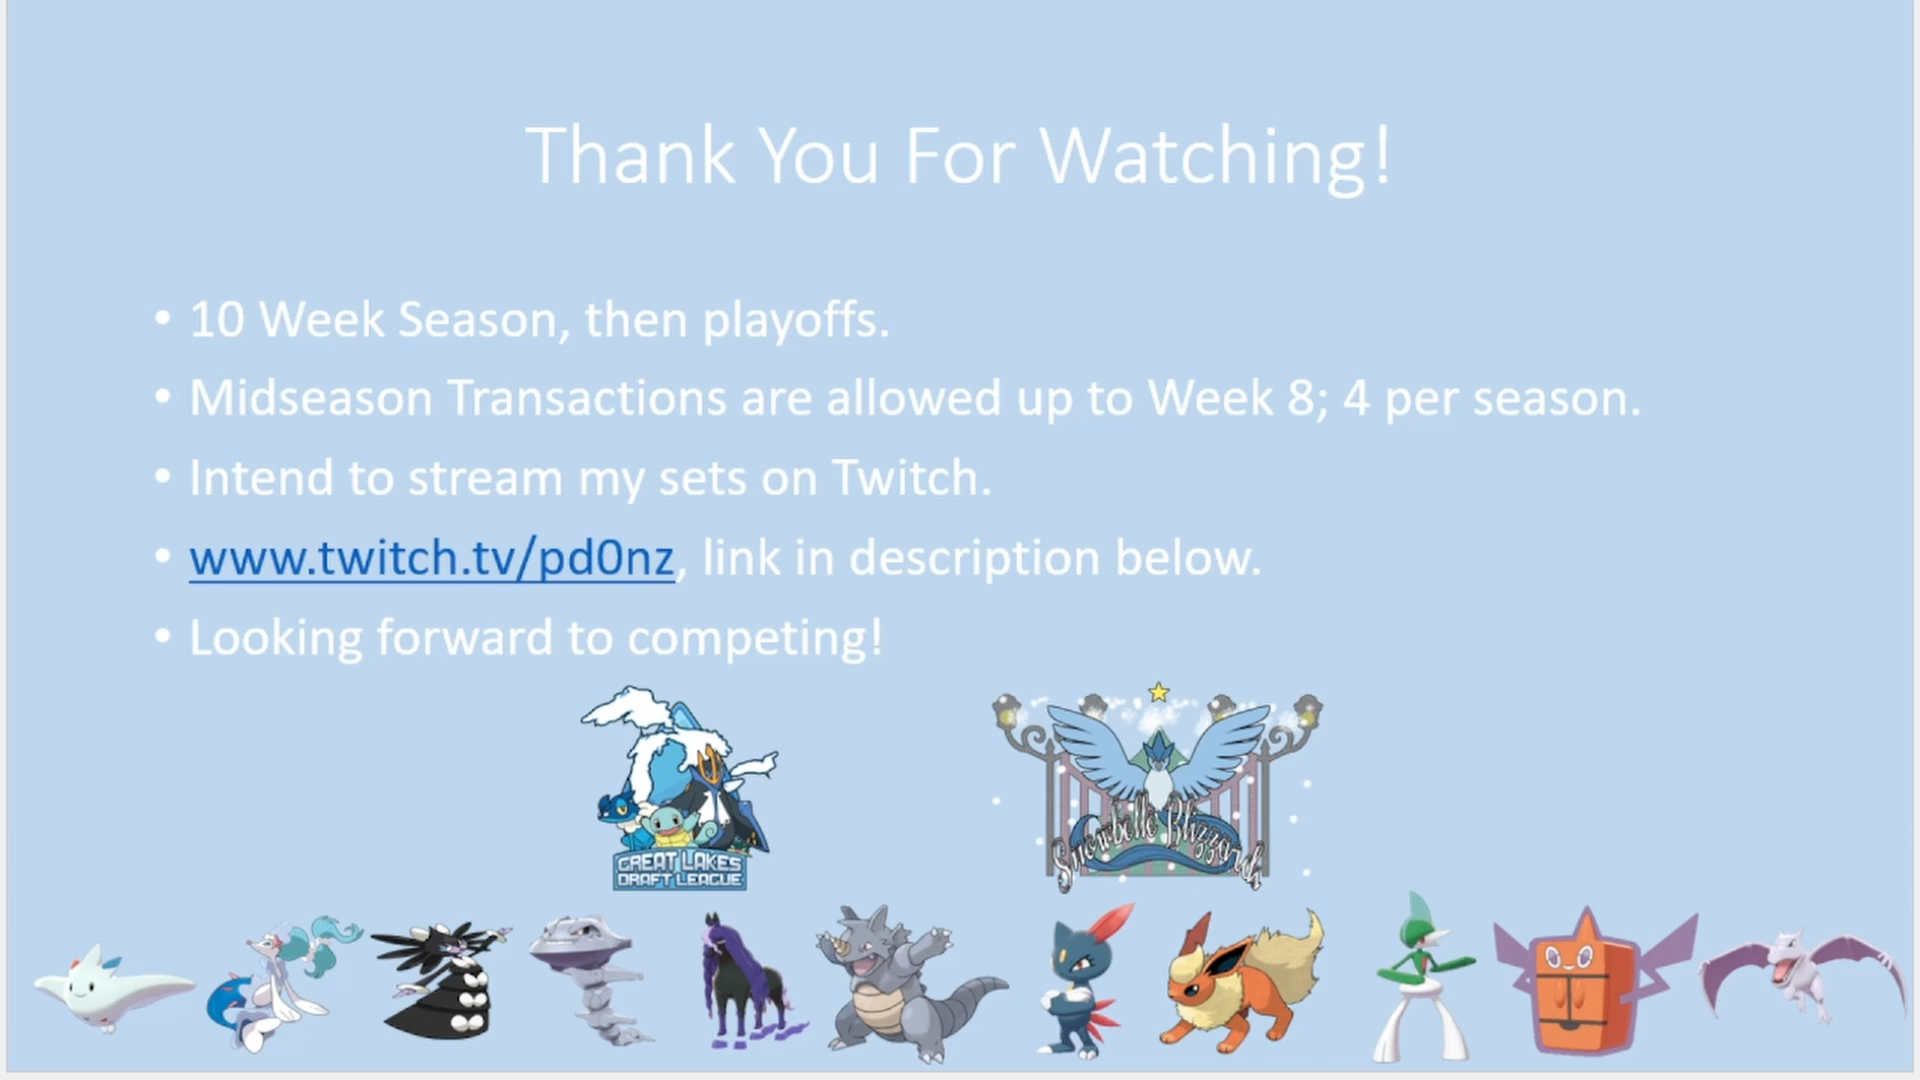 Thank You For Watching!
• 10 Week Season, then playoffs.
• Midseason Transactions are allowed up to Week 8; 4 per season.
• Intend to stream my sets on Twitch.
• www.twitch.tv/pd0nz, link in description below.
• Looking forward to competing!
GREAT LAKES
DRAFT LEAGUE
Snowbelle Blizzards